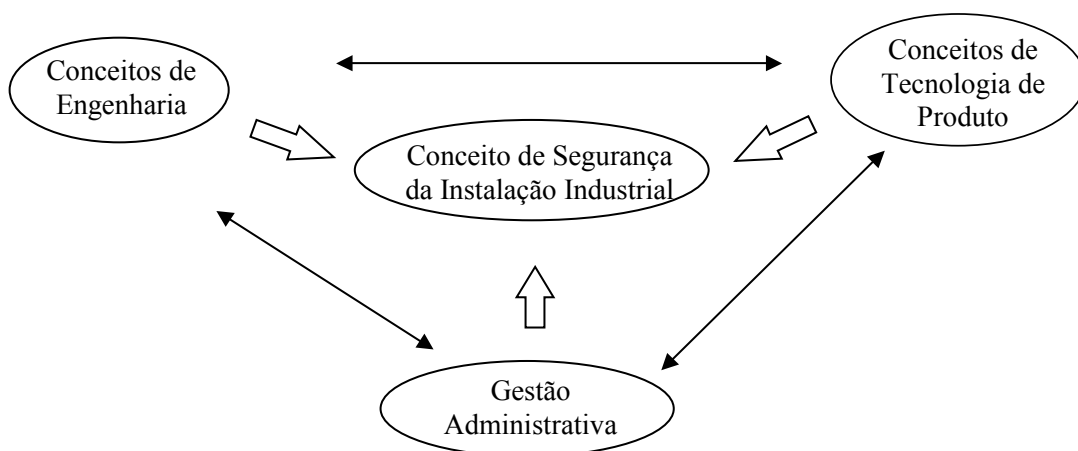 Conceitos de
Engenharia
Conceitos de
Tecnologia de
Produto
Conceito de Segurança
da Instalação Industrial
Gestão
Administrativa